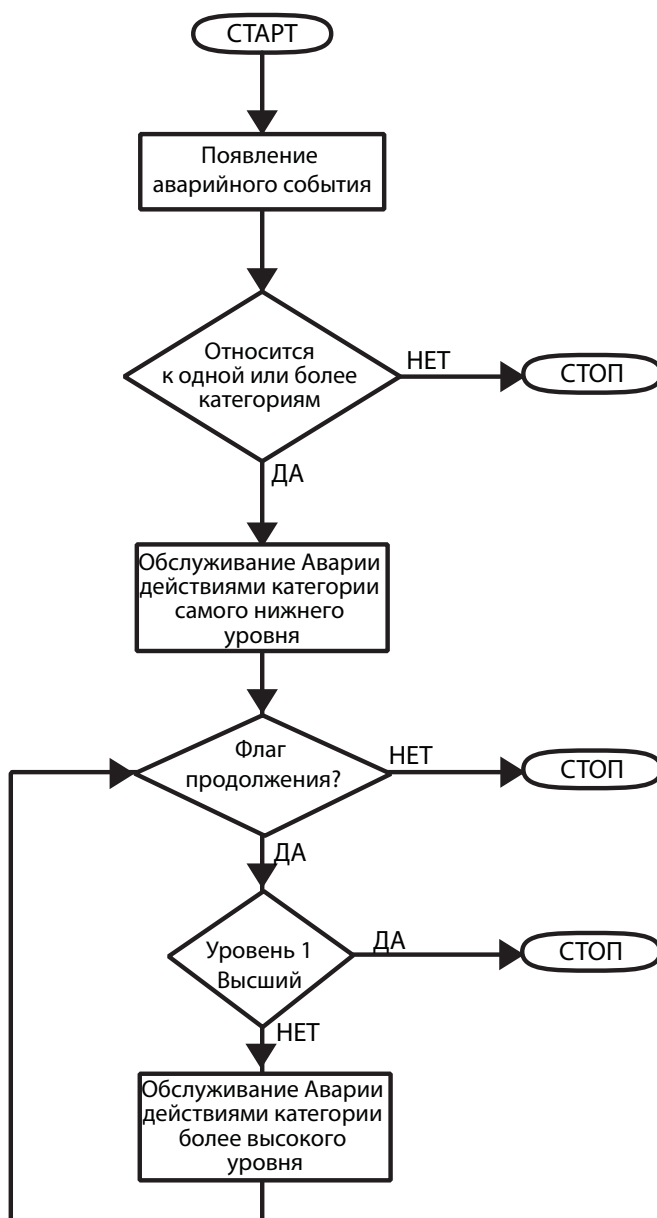 СТАРТ
Появление
аварийного события
Относится
к одной или более
категориям
НЕТ
СТОП
ДА
Обслуживание Аварии
действиями категории
самого нижнего
уровня
Флаг
продолжения?
НЕТ
СТОП
ДА
Уровень 1
Высший
ДА
СТОП
НЕТ
Обслуживание Аварии
действиями категории
более высокого
уровня